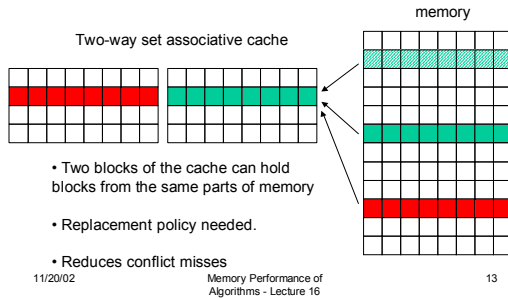 memory
Two-way set associative cache
• Two blocks of the cache can hold
blocks from the same parts of memory
• Replacement policy needed.
• Reduces conflict misses
11/20/02
Memory Performance of
Algorithms - Lecture 16
13